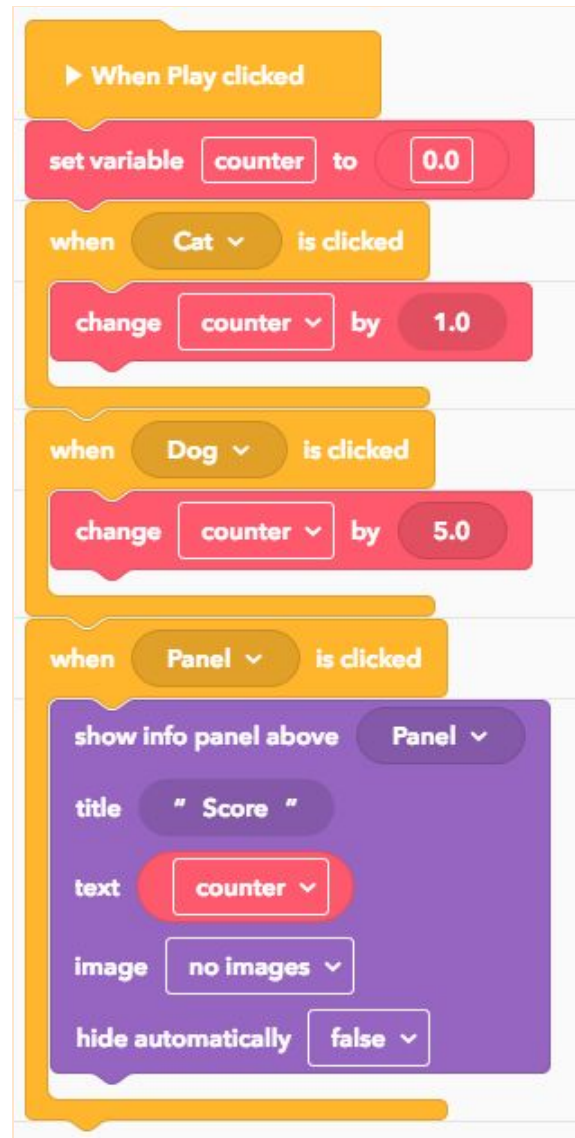 When Play clicked
set variable counter to 0.0
when Cat is clicked
change counter by 1.0
when Dog is clicked
change counter by 5.0
when Panel is clicked
show info panel above Panel
title " Score "
text counter
image no images
hide automatically false